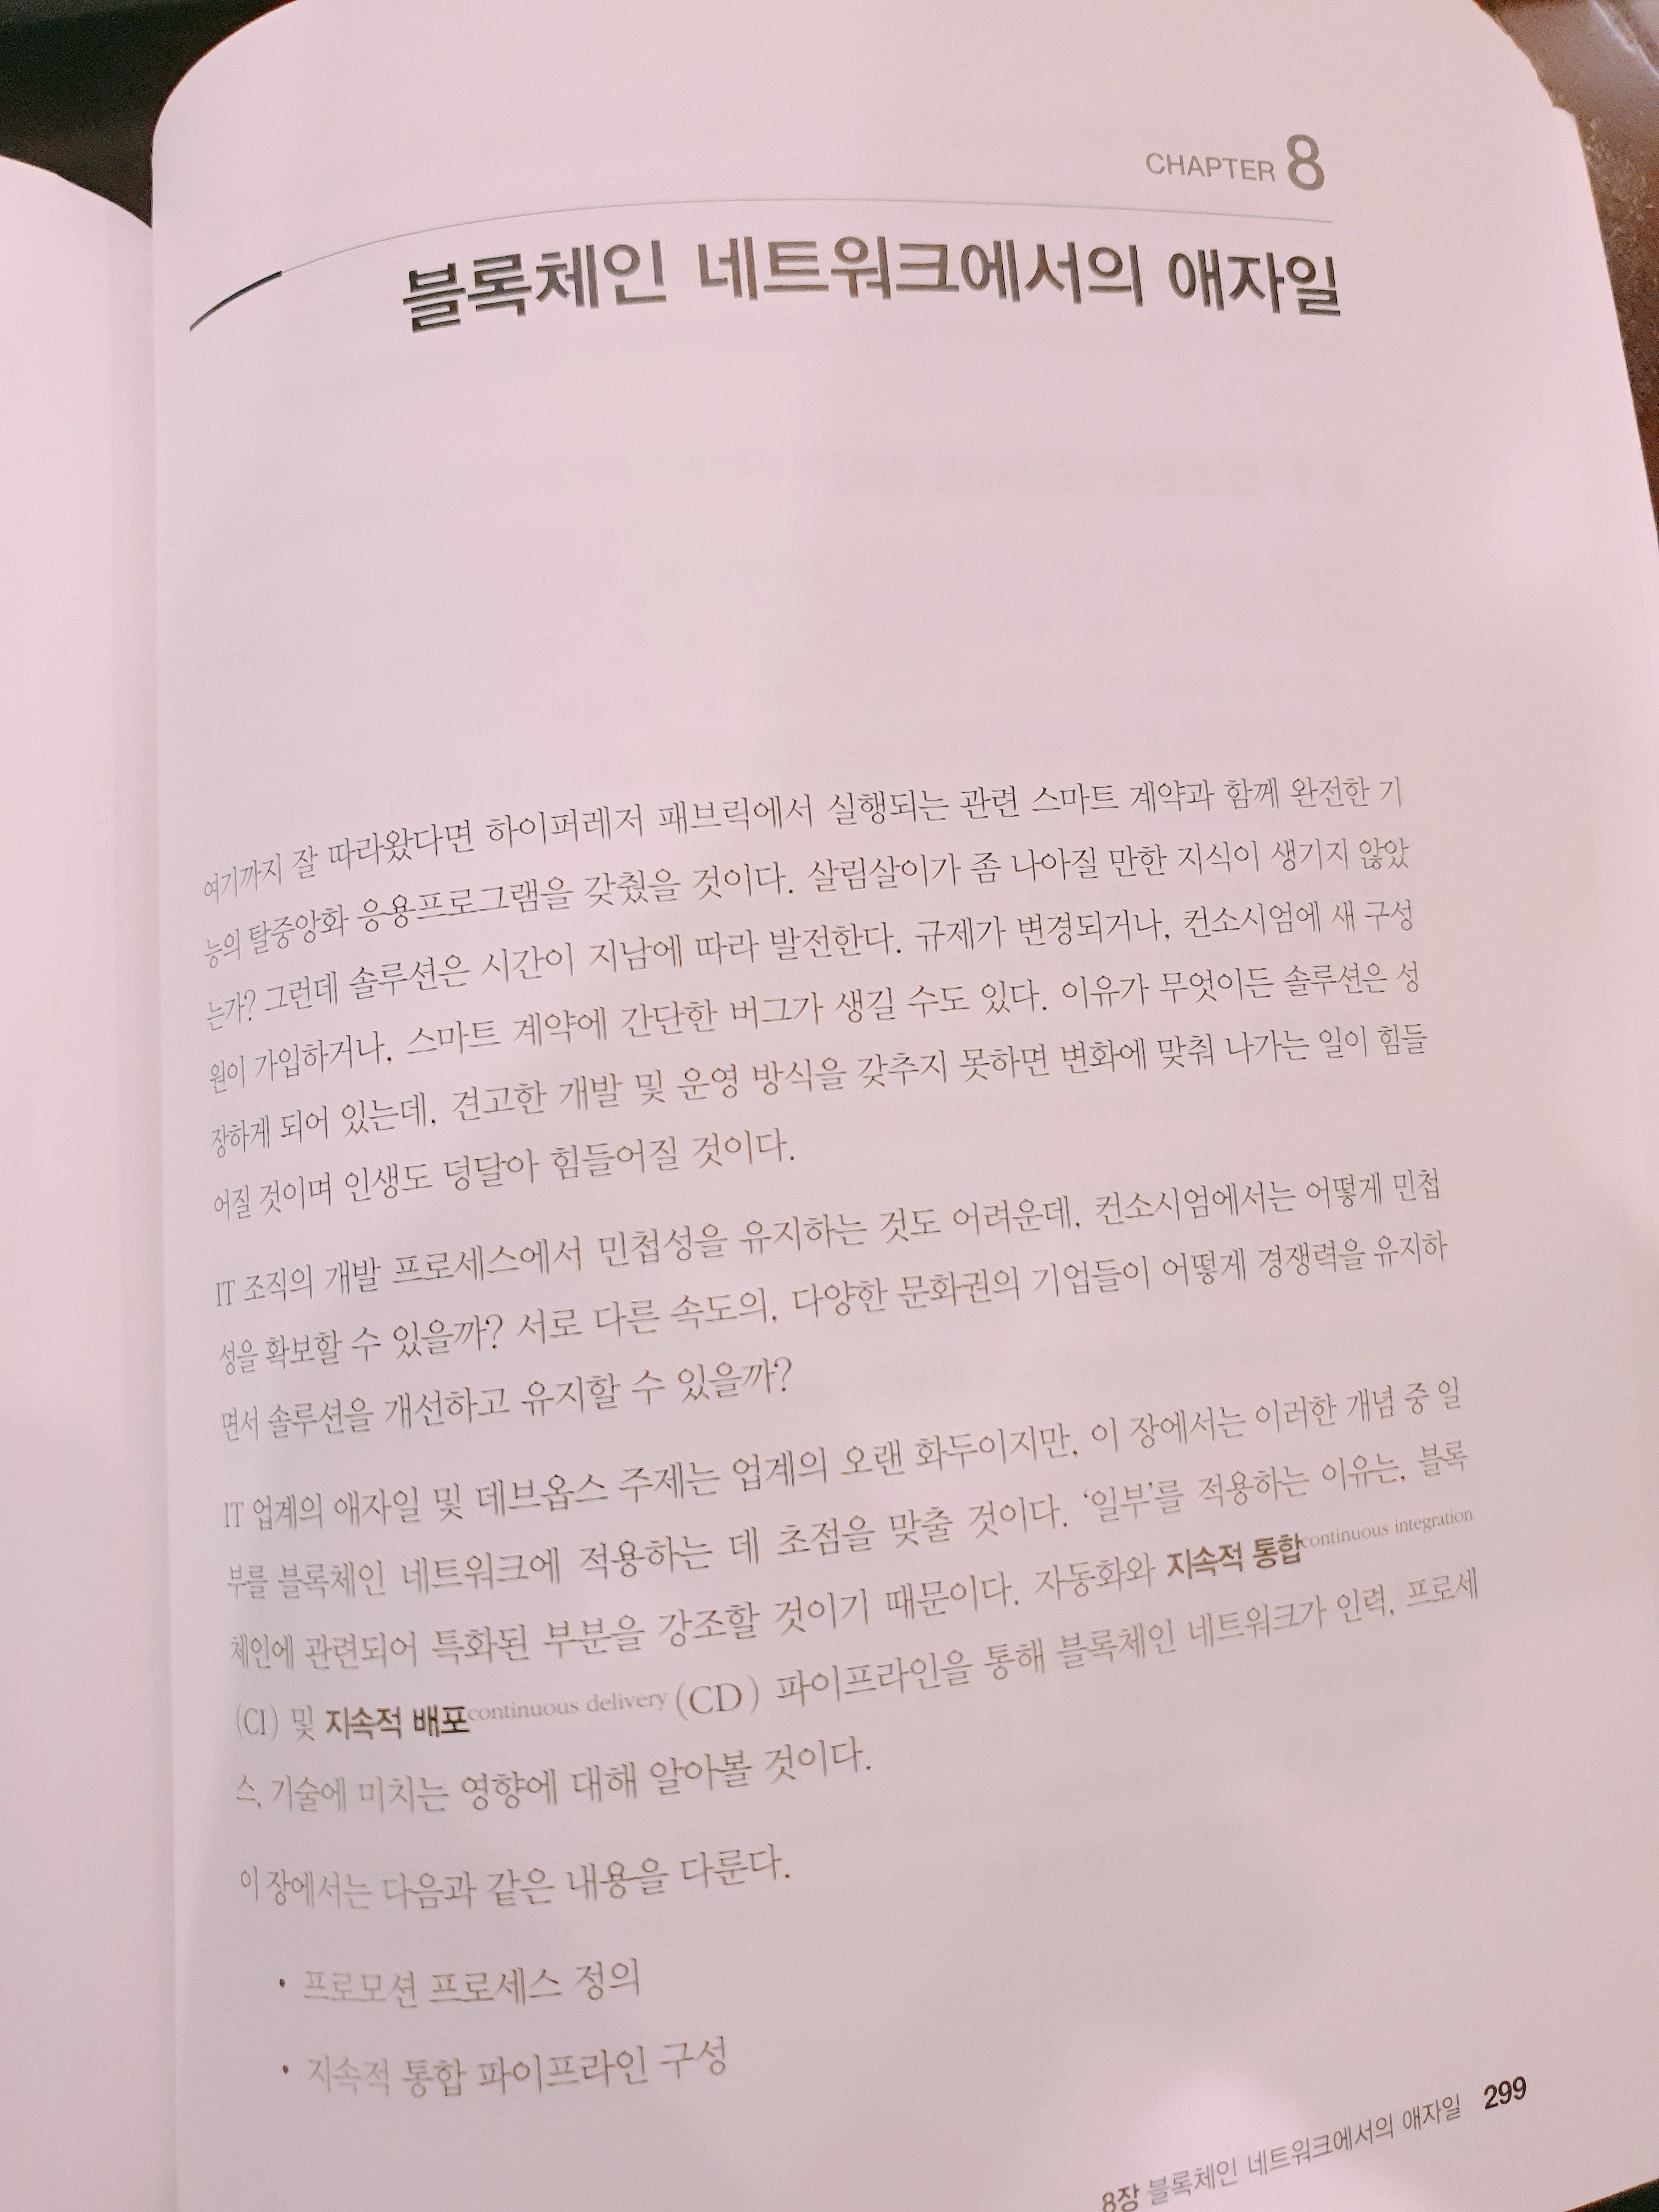 CHAPTER 8
블록체인 네트워크에서의 애자일
여기까지 잘 따라왔다면 하이퍼레저 패브릭에서 실행되는 관련 스마트 계약과 함께 완전한 기
능의 탈중앙화 응용프로그램을 갖췄을 것이다. 살림살이가 좀 나아질 만한 지식이 생기지 않았
는가? 그런데 솔루션은 시간이 지남에 따라 발전한다. 규제가 변경되거나, 컨소시엄에 새 구성
원이 가입하거나, 스마트 계약에 간단한 버그가 생길 수도 있다. 이유가 무엇이든 솔루션은 성
장하게 되어 있는데, 견고한 개발 및 운영 방식을 갖추지 못하면 변화에 맞춰 나가는 일이 힘들
어질 것이며 인생도 덩달아 힘들어질 것이다.
IT 조직의 개발 프로세스에서 민첩성을 유지하는 것도 어려운데, 컨소시엄에서는 어떻게 민첩
성을 확보할 수 있을까? 서로 다른 속도의, 다양한 문화권의 기업들이 어떻게 경쟁력을 유지하
면서 솔루션을 개선하고 유지할 수 있을까?
IT 업계의 애자일 및 데브옵스 주제는 업계의 오랜 화두이지만, 이 장에서는 이러한 개념 중 일
부를 블록체인 네트워크에 적용하는 데 초점을 맞출 것이다. ‘일부’를 적용하는 이유는, 블록
체인에 관련되어 특화된 부분을 강조할 것이기 때문이다. 자동화와 지속적 통합continuous integration
(CI) 및 지속적 배포continuous delivery(CD) 파이프라인을 통해 블록체인 네트워크가 인력, 프로세
스, 기술에 미치는 영향에 대해 알아볼 것이다.
이 장에서는 다음과 같은 내용을 다룬다.
• 프로모션 프로세스 정의
• 지속적 통합 파이프라인 구성
8장 블록체인 네트워크에서의 애자일 299